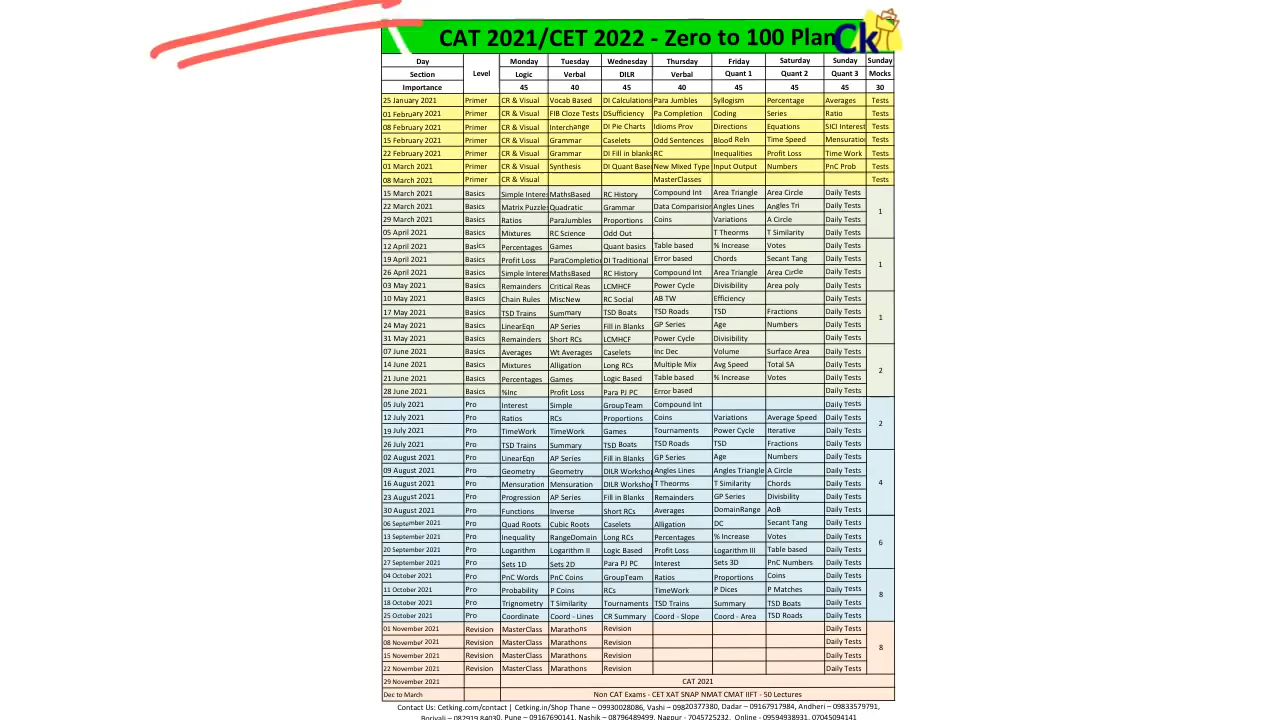 CAT 2021/CET 2022 - Zero to 100 Plan Ck
Day Level Monday Tuesday Wednesday Thursday Friday Saturday Sunday Sunday
Section Logic Verbal DILR Verbal Quant 1 Quant 2 Quant 3 Mocks
Importance 45 40 45 40 45 45 45 30
25 January 2021 Primer CR & Visual Vocab Based DI Calculations Para Jumbles Syllogism Percentage Averages Tests
01 February 2021 Primer CR & Visual FIB Cloze Tests DSufficiency Pa Completion Coding Series Ratio Tests
08 February 2021 Primer CR & Visual Interchange DI Pie Charts Idioms Prov Directions Equations SICI Interest Tests
15 February 2021 Primer CR & Visual Grammar Caselets Odd Sentences Blood Reln Time Speed Mensuratio Tests
22 February 2021 Primer CR & Visual Grammar DI Fill in blanks RC Inequalities Profit Loss Time Work Tests
01 March 2021 Primer CR & Visual Synthesis DI Quant Base New Mixed Type Input Output Numbers PnC Prob Tests
08 March 2021 Primer CR & Visual MasterClasses Tests
15 March 2021 Basics Simple Interes MathsBased RC History Compound Int Area Triangle Area Circle Daily Tests
22 March 2021 Basics Matrix Puzzles Quadratic Grammar Data Comparision Angles Lines Angles Tri Daily Tests 1
29 March 2021 Basics Ratios ParaJumbles Proportions Coins Variations A Circle Daily Tests
05 April 2021 Basics Mixtures RC Science Odd Out T Theorms T Similarity Daily Tests
12 April 2021 Basics Percentages Games Quant basics Table based % Increase Votes Daily Tests
19 April 2021 Basics Profit Loss ParaCompletion DI Traditional Error based Chords Secant Tang Daily Tests 1
26 April 2021 Basics Simple Interes MathsBased RC History Compound Int Area Triangle Area Circle Daily Tests
03 May 2021 Basics Remainders Critical Reas LCMHCF Power Cycle Divisibility Area poly Daily Tests
10 May 2021 Basics Chain Rules MiscNew RC Social AB TW Efficiency Daily Tests
17 May 2021 Basics TSD Trains Summary TSD Boats TSD Roads TSD Fractions Daily Tests 1
24 May 2021 Basics LinearEqn AP Series Fill in Blanks GP Series Age Numbers Daily Tests
31 May 2021 Basics Remainders Short RCs LCMHCF Power Cycle Divisibility Daily Tests
07 June 2021 Basics Averages Wt Averages Caselets Inc Dec Volume Surface Area Daily Tests
14 June 2021 Basics Mixtures Alligation Long RCs Multiple Mix Avg Speed Total SA Daily Tests 2
21 June 2021 Basics Percentages Games Logic Based Table based % Increase Votes Daily Tests
28 June 2021 Basics %Inc Profit Loss Para PJ PC Error based Daily Tests
05 July 2021 Pro Interest Simple GroupTeam Compound Int Daily Tests
12 July 2021 Pro Ratios RCs Proportions Coins Variations Average Speed Daily Tests 2
19 July 2021 Pro TimeWork TimeWork Games Tournaments Power Cycle Iterative Daily Tests
26 July 2021 Pro TSD Trains Summary TSD Boats TSD Roads TSD Fractions Daily Tests
02 August 2021 Pro LinearEqn AP Series Fill in Blanks GP Series Age Numbers Daily Tests
09 August 2021 Pro Geometry Geometry DILR Workshop Angles Lines Angles Triangle A Circle Daily Tests
16 August 2021 Pro Mensuration Mensuration DILR Workshop T Theorms T Similarity Chords Daily Tests 4
23 August 2021 Pro Progression AP Series Fill in Blanks Remainders GP Series Divisbility Daily Tests
30 August 2021 Pro Functions Inverse Short RCs Averages DomainRange AoB Daily Tests
06 September 2021 Pro Quad Roots Cubic Roots Caselets Alligation DC Secant Tang Daily Tests
13 September 2021 Pro Inequality RangeDomain Long RCs Percentages % Increase Votes Daily Tests 6
20 September 2021 Pro Logarithm Logarithm II Logic Based Profit Loss Logarithm III Table based Daily Tests
27 September 2021 Pro Sets 1D Sets 2D Para PJ PC Interest Sets 3D PnC Numbers Daily Tests
04 October 2021 Pro PnC Words PnC Coins GroupTeam Ratios Proportions Coins Daily Tests
11 October 2021 Pro Probability P Coins RCs TimeWork P Dices P Matches Daily Tests 8
18 October 2021 Pro Trignometry T Similarity Tournaments TSD Trains Summary TSD Boats Daily Tests
25 October 2021 Pro Coordinate Coord - Lines CR Summary Coord - Slope Coord - Area TSD Roads Daily Tests
01 November 2021 Revision MasterClass Marathons Revision Daily Tests
08 November 2021 Revision MasterClass Marathons Revision Daily Tests 8
15 November 2021 Revision MasterClass Marathons Revision Daily Tests
22 November 2021 Revision MasterClass Marathons Revision Daily Tests
29 November 2021 CAT 2021
Dec to March Non CAT Exams - CET XAT SNAP NMAT CMAT IIFT - 50 Lectures
Contact Us: Cetking.com/contact | Cetking.in/Shop Thane – 09930028086, Vashi – 09820377380, Dadar – 09167917984, Andheri – 09833579791,
Borivali – 082919 84030, Pune – 09167690141, Nashik – 08796489499, Nagpur - 7045725232, Online - 09594938931, 07045094141